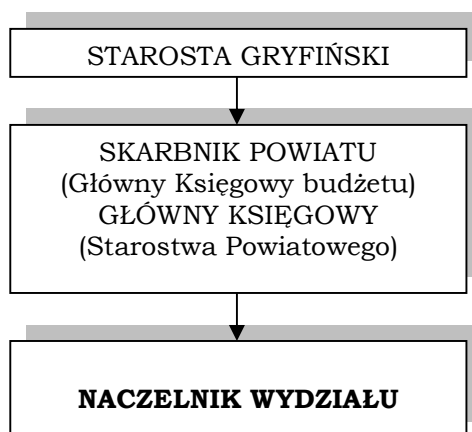 STAROSTA GRYFIŃSKI
SKARBNIK POWIATU
(Główny Księgowy budżetu)
GŁÓWNY KSIĘGOWY
(Starostwa Powiatowego)
NACZELNIK WYDZIAŁU